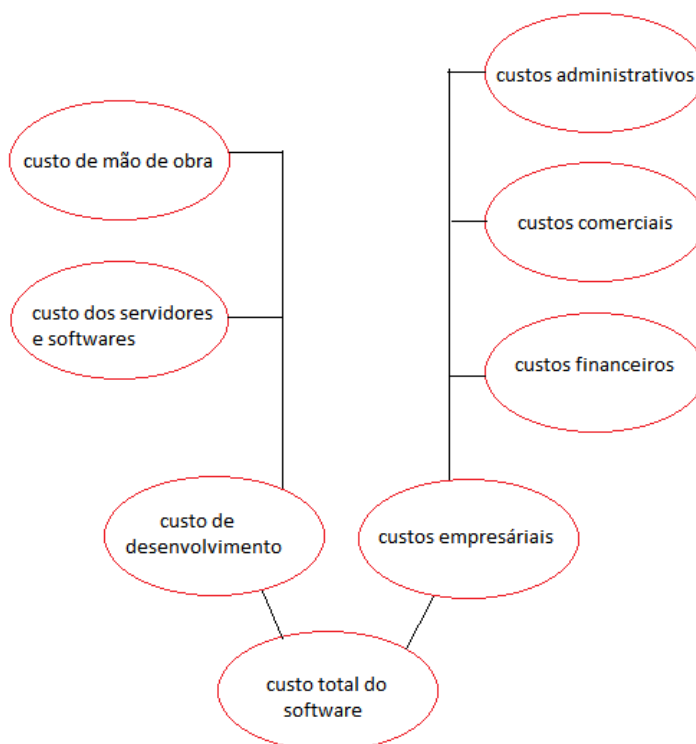 custos administrativos
custo de mão de obra
custos comerciais
custo dos servidores
e softwares
custos financeiros
custo de
desenvolvimento
custos empresáriais
custo total do
software